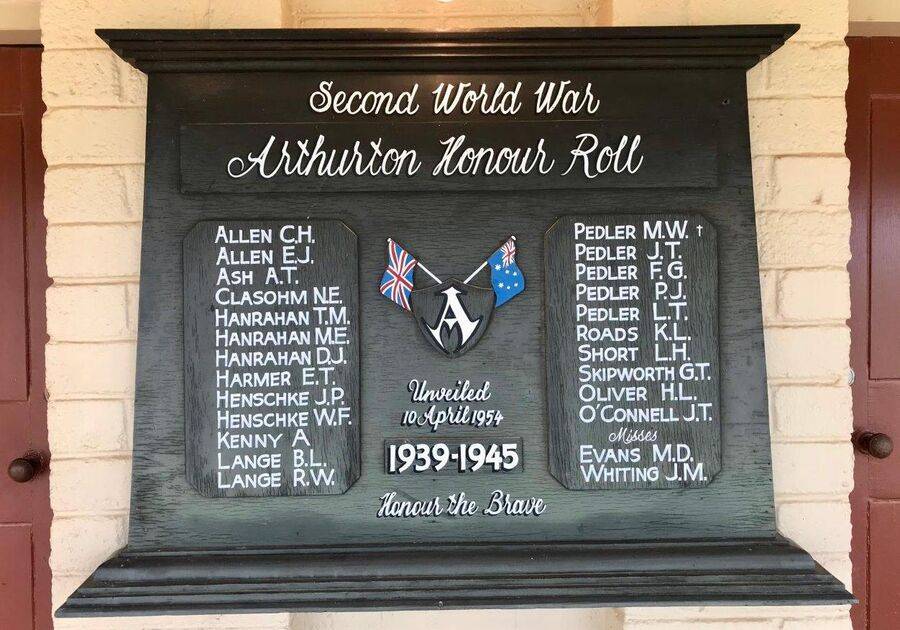 Second World War
Arthurton Honour Roll
ALLEN C.H.
ALLEN E.J.
ASH A.T.
CLASOHM N.E.
HANRAHAN T.M.
HANRAHAN M.E.
HANRAHAN D.J.
HARMER E.T.
HENSCHKE J.P.
HENSCHKE W.F.
KENNY A
LANGE B.L.
LANGE R.W.
A
Unveiled
10 April 1954
1939-1945
Honour the Brave
PEDLER M.W. †
PEDLER J.T.
PEDLER F.G.
PEDLER P.J.
PEDLER L.T.
ROADS K.L.
SHORT L.H.
SKIPWORTH G.T.
OLIVER H.L.
O'CONNELL J.T.
Misses
EVANS M.D.
WHITING J.M.